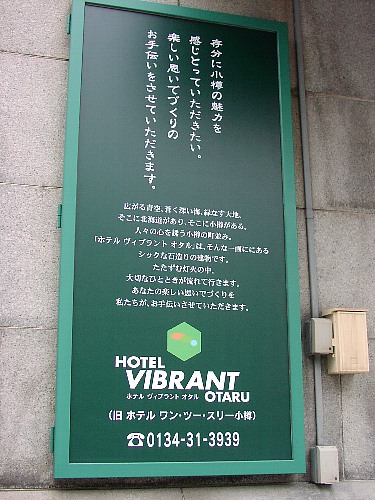 存分に小樽の魅力を
感じとっていただきたい。
楽しい思いでづくりの
お手伝いをさせていただきます。
広がる青空、蒼く深い海、緑なす大地、
そこに北海道があり、そこに小樽がある。
人々の心を誘う小樽の町並み。
「ホテル ヴィブラント オタル」は、そんな一画ににある
シックな石造りの建物です。
たたずむ灯火の中、
大切なひとときが流れて行きます。
あなたの楽しい思いでづくりを
私たちが、お手伝いさせていただきます。
HOTEL
VIBRANT
ホテル ヴィブラント オタル OTARU
(旧 ホテル ワン・ツー・スリー小樽)
☎0134-31-3939